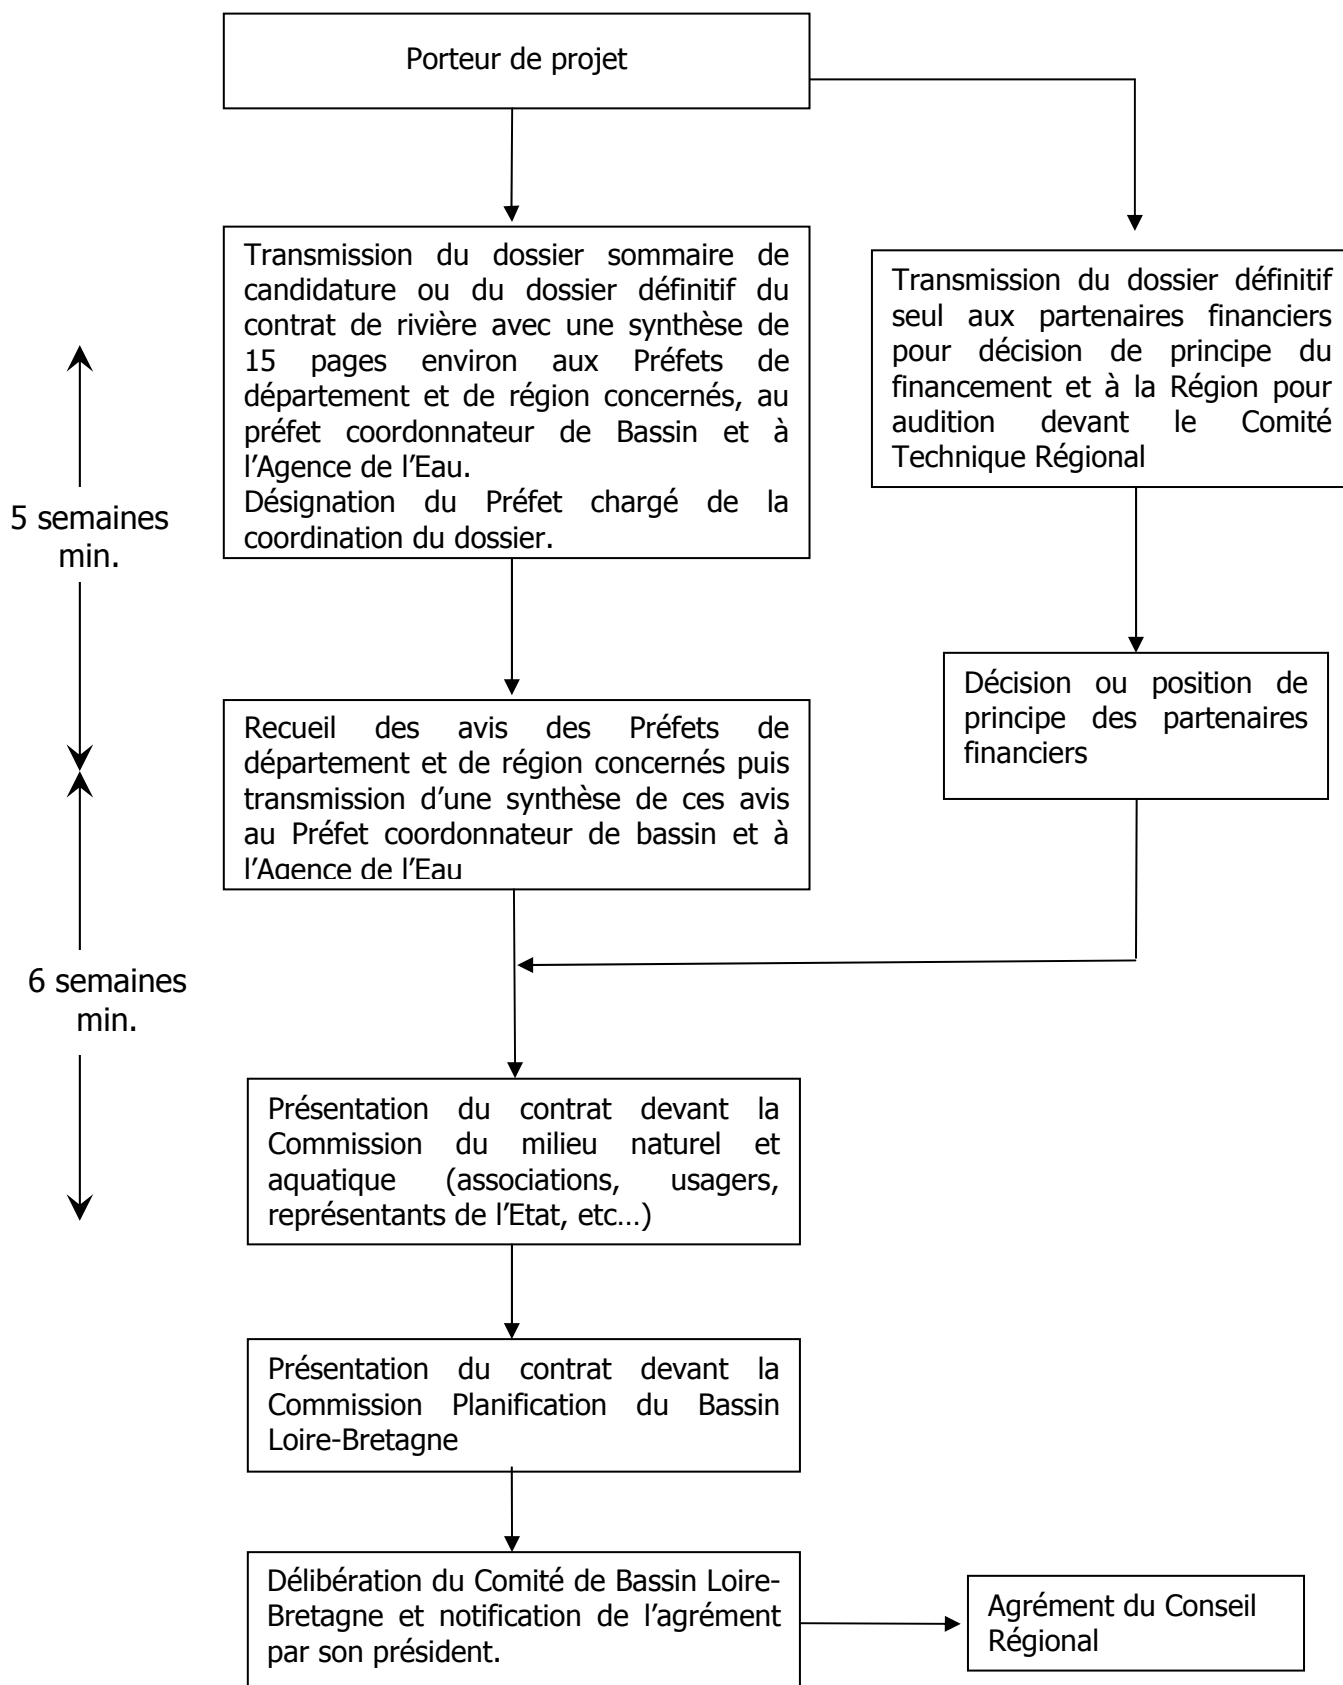 Porteur de projet
Transmission du dossier sommaire de
candidature ou du dossier définitif du
contrat de rivière avec une synthèse de
15 pages environ aux Préfets de
département et de région concernés, au
préfet coordonnateur de Bassin et à
l'Agence de l'Eau.
Désignation du Préfet chargé de la
coordination du dossier.
Transmission du dossier définitif
seul aux partenaires financiers
pour décision de principe du
financement et à la Région pour
audition devant le Comité
Technique Régional
5 semaines
min.
Recueil des avis des Préfets de
département et de région concernés puis
transmission d'une synthèse de ces avis
au Préfet coordonnateur de bassin et à
l'Agence de l'Eau
Décision ou position de
principe des partenaires
financiers
6 semaines
min.
Présentation du contrat devant la
Commission du milieu naturel et
aquatique (associations, usagers,
représentants de l'Etat, etc…)
Présentation du contrat devant la
Commission Planification du Bassin
Loire-Bretagne
Délibération du Comité de Bassin Loire-
Bretagne et notification de l'agrément
par son président.
Agrément du Conseil
Régional